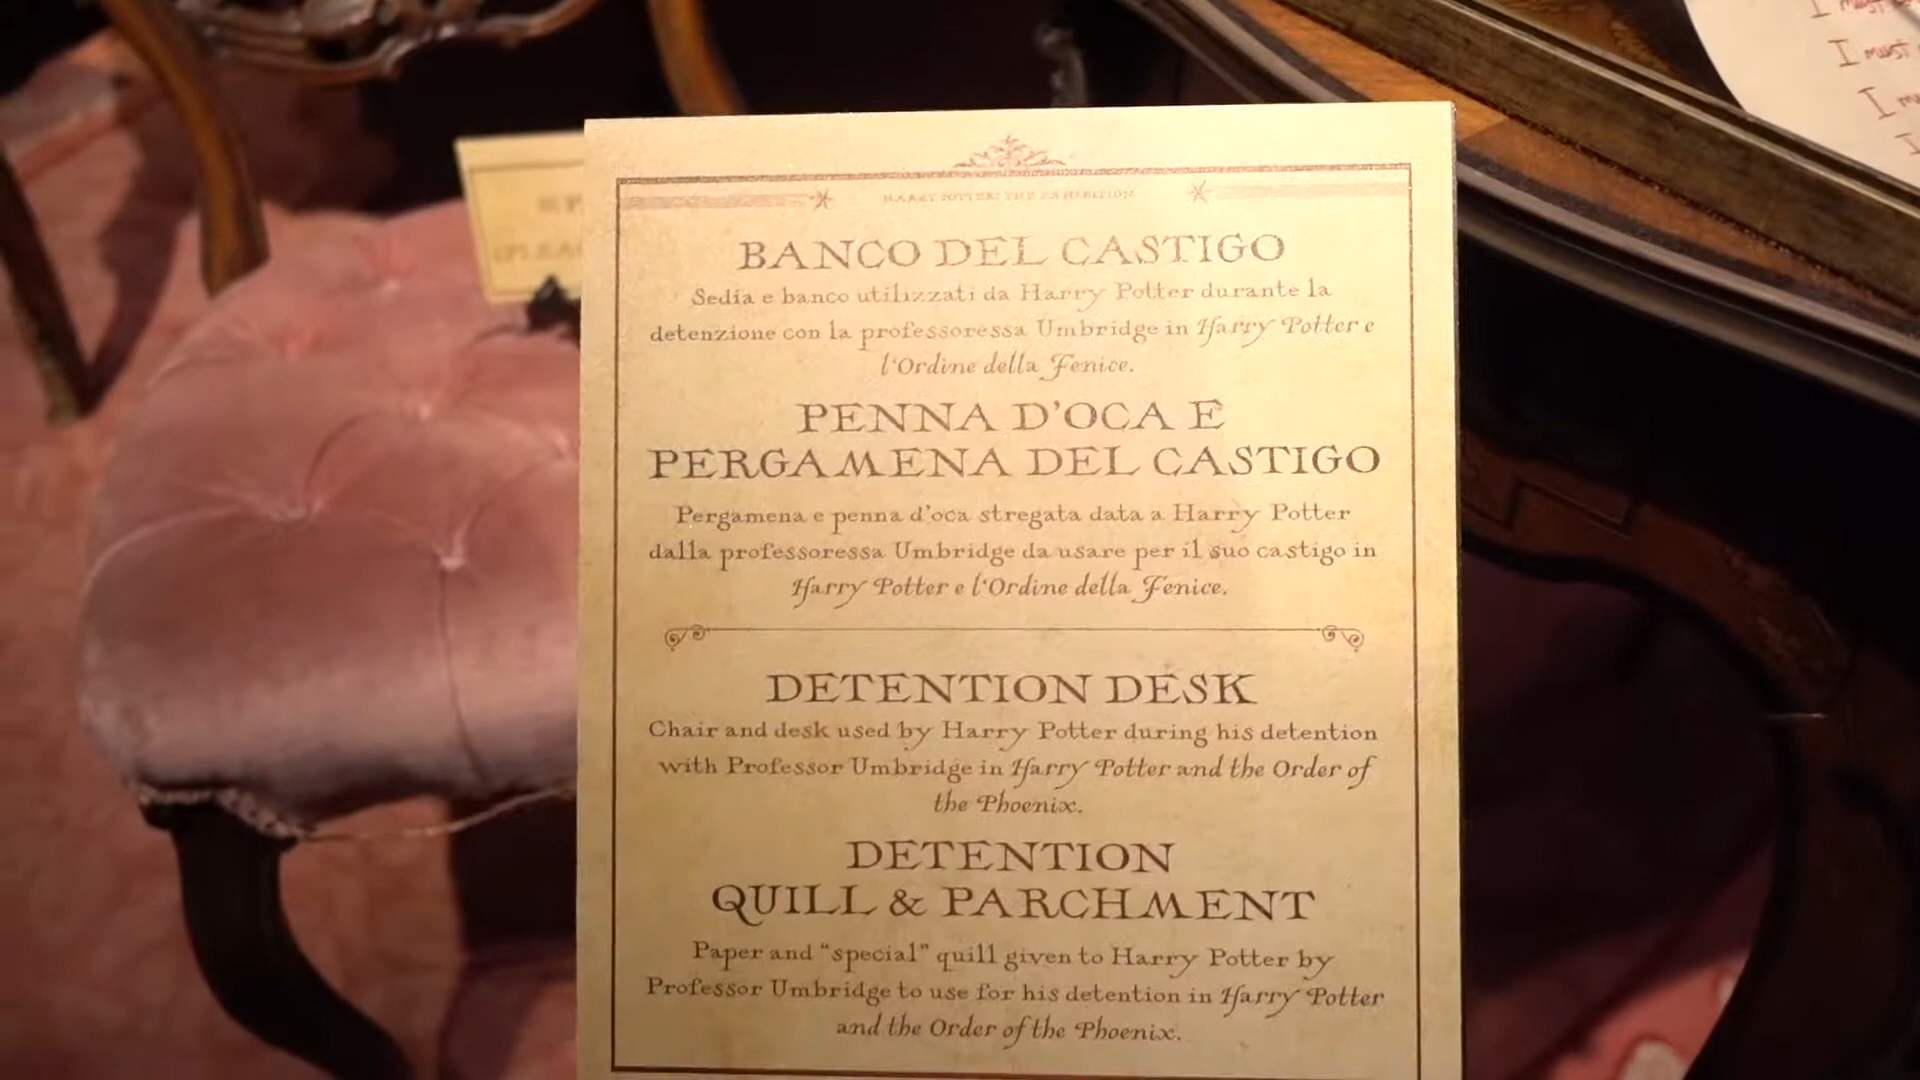 HARRY POTTER: THE EXHIBITION
BANCO DEL CASTIGO
Sedia e banco utilizzati da Harry Potter durante la
detenzione con la professoressa Umbridge in Harry Potter e
l'Ordine della Fenice.
PENNA D'OCA E
PERGAMENA DEL CASTIGO
Pergamena e penna d'oca stregata data a Harry Potter
dalla professoressa Umbridge da usare per il suo castigo in
Harry Potter e l'Ordine della Fenice.
DETENTION DESK
Chair and desk used by Harry Potter during his detention
with Professor Umbridge in Harry Potter and the Order of
the Phoenix.
DETENTION
QUILL & PARCHMENT
Paper and “special” quill given to Harry Potter by
Professor Umbridge to use for his detention in Harry Potter
and the Order of the Phoenix.
I must
I must
I
I